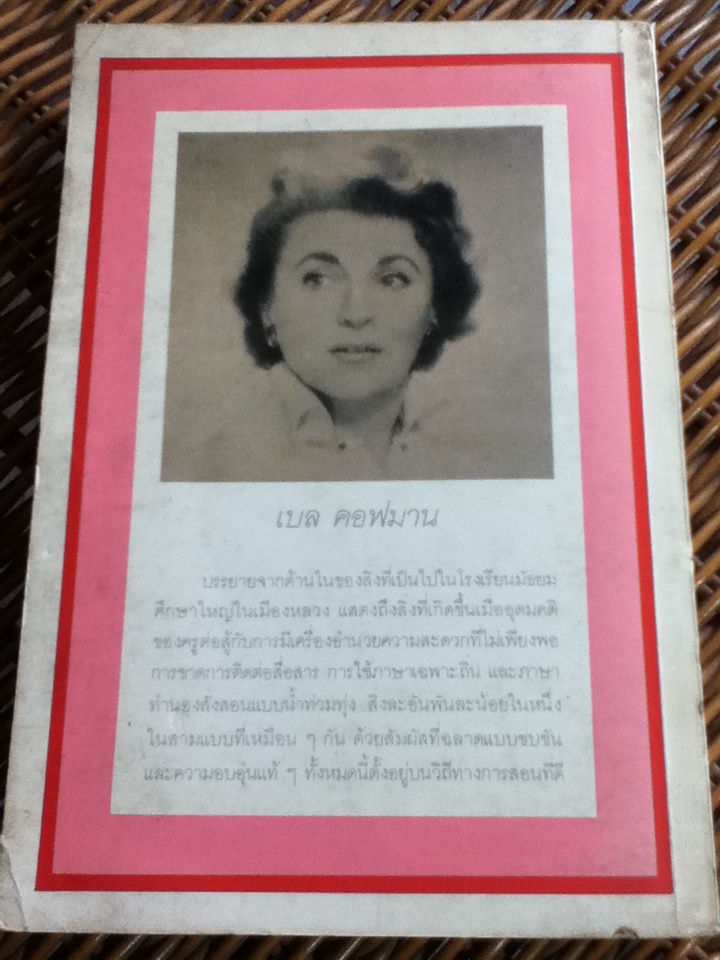 เบล คอฟมาน
บรรยายจากด้านในของสิ่งที่เป็นไปในโรงเรียนมัธยม
ศึกษาใหญ่ในเมืองหลวง แสดงถึงสิ่งที่เกิดขึ้นเมื่ออุดมคติ
ของครูต่อสู้กับการมีเครื่องอำนวยความสะดวกที่ไม่เพียงพอ
การขาดการติดต่อสื่อสาร การใช้ภาษาเฉพาะถิ่น และภาษา
ทำนองสั่งสอนแบบน้ำท่วมทุ่ง สิ่งละอันพันละน้อยในหนึ่ง
ในสามแบบที่เหมือน ๆ กัน ด้วยสัมผัสที่ฉลาดแบบขบขัน
และความอบอุ่นแท้ ๆ ทั้งหมดนี้ตั้งอยู่บนวิถีทางการสอนที่ดี